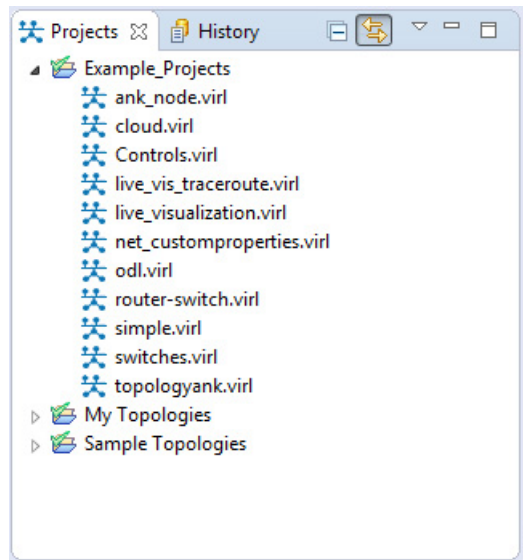 Projects History
Example_Projects
ank_node.virl
cloud.virl
Controls.virl
live_vis_traceroute.virl
live_visualization.virl
net_customproperties.virl
odl.virl
router-switch.virl
simple.virl
switches.virl
topologyank.virl
My Topologies
Sample Topologies